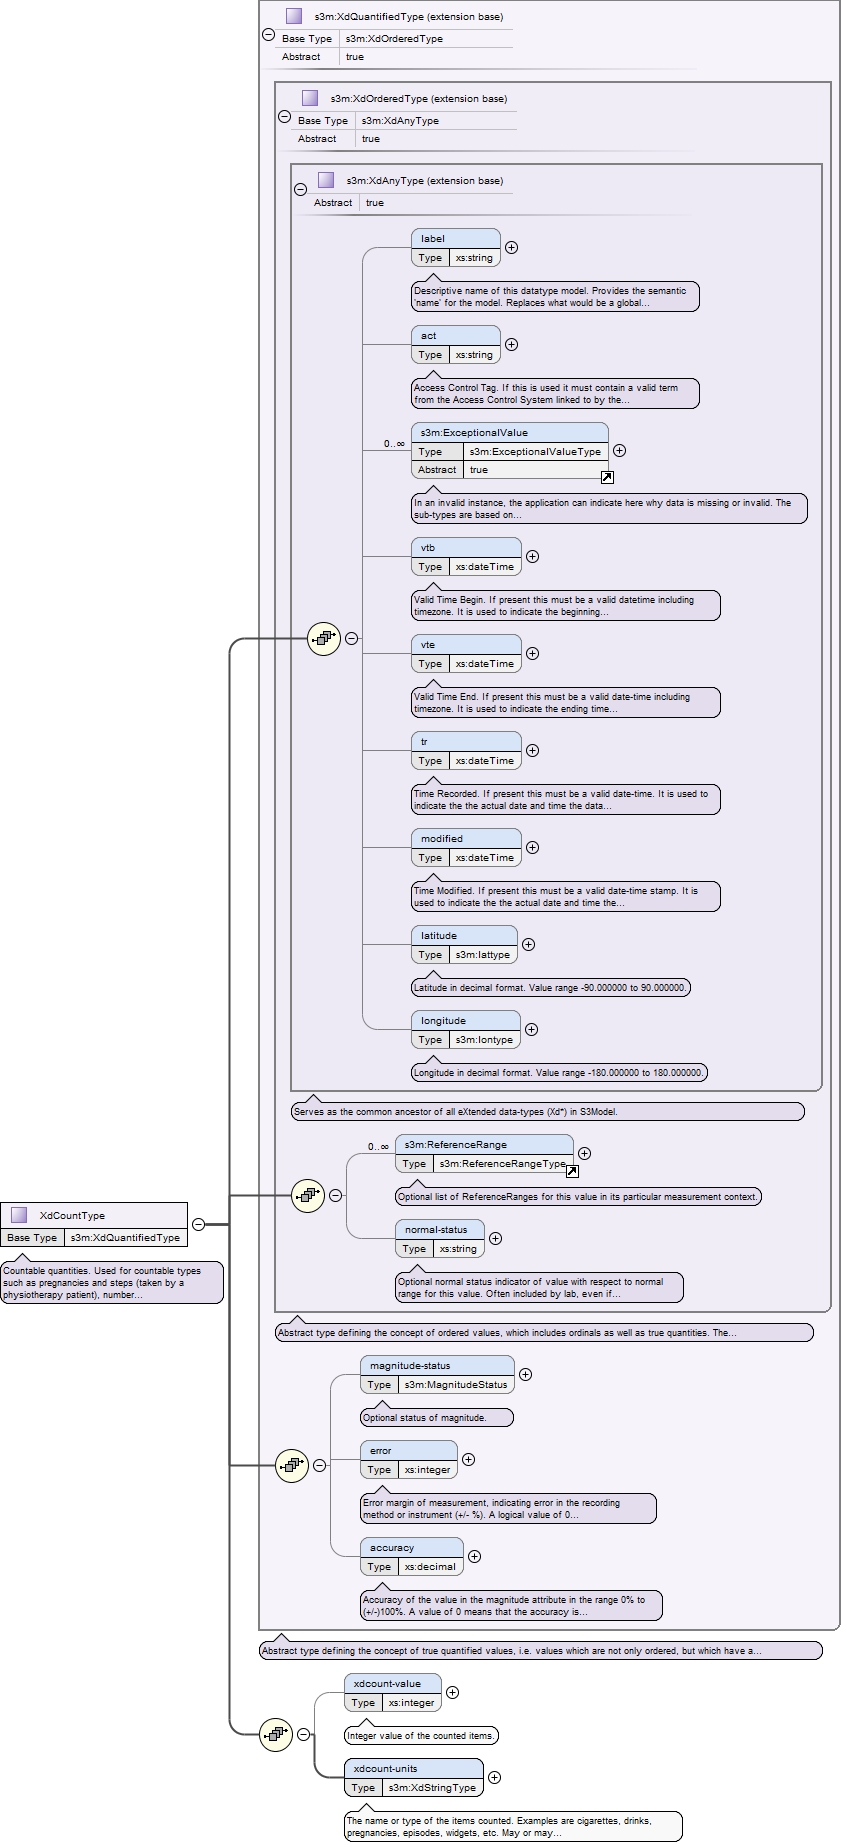 s3m:XdQuantifiedType (extension base)
Base Type s3m:XdOrderedType
Abstract true
s3m:XdOrderedType (extension base)
Base Type s3m:XdAnyType
Abstract true
s3m:XdAnyType (extension base)
Abstract true
label
Type xs:string
Descriptive name of this datatype model. Provides the semantic
'name' for the model. Replaces what would be a global...
act
Type xs:string
Access Control Tag. If this is used it must contain a valid term
from the Access Control System linked to by the...
0..∞
s3m:ExceptionalValue
Type s3m:ExceptionalValueType
Abstract true
In an invalid instance, the application can indicate here why data is missing or invalid. The
sub-types are based on...
vtb
Type xs:dateTime
Valid Time Begin. If present this must be a valid datetime including
timezone. It is used to indicate the beginning...
vte
Type xs:dateTime
Valid Time End. If present this must be a valid date-time including
timezone. It is used to indicate the ending time...
tr
Type xs:dateTime
Time Recorded. If present this must be a valid date-time. It is used to
indicate the the actual date and time the data...
modified
Type xs:dateTime
Time Modified. If present this must be a valid date-time stamp. It is
used to indicate the the actual date and time the...
latitude
Type s3m:lattype
Latitude in decimal format. Value range -90.000000 to 90.000000.
longitude
Type s3m:lontype
Longitude in decimal format. Value range -180.000000 to 180.000000.
Serves as the common ancestor of all eXtended data-types (Xd*) in S3Model.
0..∞
s3m:ReferenceRange
Type s3m:ReferenceRangeType
Optional list of ReferenceRanges for this value in its particular measurement context.
XdCountType
Base Type s3m:XdQuantifiedType
Countable quantities. Used for countable types
such as pregnancies and steps (taken by a
physiotherapy patient), number...
normal-status
Type xs:string
Optional normal status indicator of value with respect to normal
range for this value. Often included by lab, even if...
Abstract type defining the concept of ordered values, which includes ordinals as well as true quantities. The...
magnitude-status
Type s3m:MagnitudeStatus
Optional status of magnitude.
error
Type xs:integer
Error margin of measurement, indicating error in the recording
method or instrument (+/- %). A logical value of 0...
accuracy
Type xs:decimal
Accuracy of the value in the magnitude attribute in the range 0% to
(+/-)100%. A value of 0 means that the accuracy is...
Abstract type defining the concept of true quantified values, i.e. values which are not only ordered, but which have a...
xdcount-value
Type xs:integer
Integer value of the counted items.
xdcount-units
Type s3m:XdStringType
The name or type of the items counted. Examples are cigarettes, drinks,
pregnancies, episodes, widgets, etc. May or may...